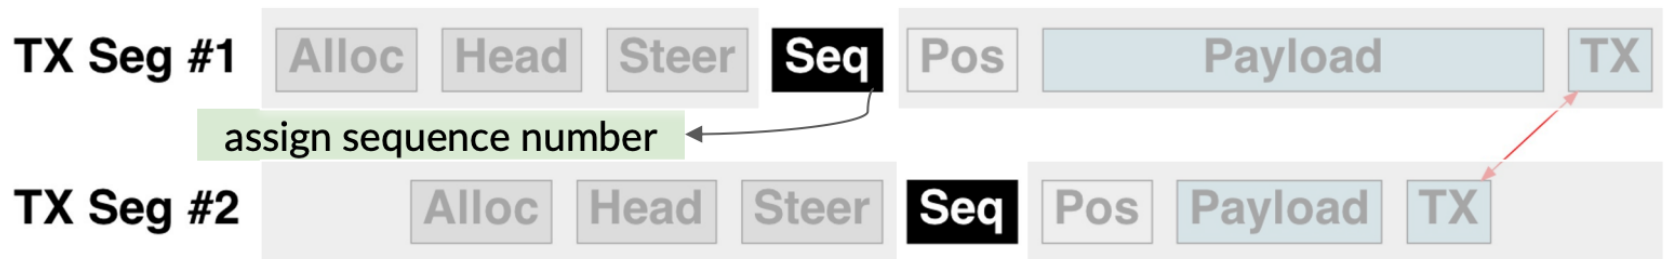 TX Seg #1 Alloc Head Steer Seq Pos Payload TX
assign sequence number
TX Seg #2 Alloc Head Steer Seq Pos Payload TX